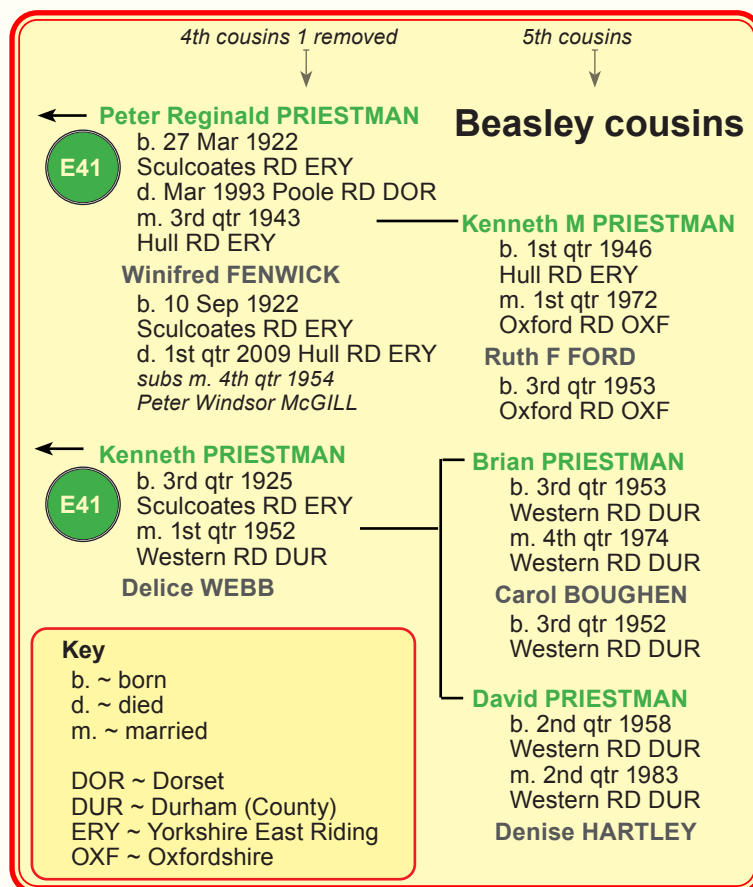 4th cousins 1 removed
5th cousins
Beasley cousins
Peter Reginald PRIESTMAN
E41
b. 27 Mar 1922
Sculcoates RD ERY
d. Mar 1993 Poole RD DOR
m. 3rd qtr 1943
Hull RD ERY
Winifred FENWICK
b. 10 Sep 1922
Sculcoates RD ERY
d. 1st qtr 2009 Hull RD ERY
subs m. 4th qtr 1954
Peter Windsor McGILL
Kenneth M PRIESTMAN
b. 1st qtr 1946
Hull RD ERY
m. 1st qtr 1972
Oxford RD OXF
Ruth F FORD
b. 3rd qtr 1953
Oxford RD OXF
Kenneth PRIESTMAN
E41
b. 3rd qtr 1925
Sculcoates RD ERY
m. 1st qtr 1952
Western RD DUR
Delice WEBB
Brian PRIESTMAN
b. 3rd qtr 1953
Western RD DUR
m. 4th qtr 1974
Western RD DUR
Carol BOUGHEN
b. 3rd qtr 1952
Western RD DUR
David PRIESTMAN
b. 2nd qtr 1958
Western RD DUR
m. 2nd qtr 1983
Western RD DUR
Denise HARTLEY
Key
b. ~ born
d. ~ died
m. ~ married
DOR ~ Dorset
DUR ~ Durham (County)
ERY ~ Yorkshire East Riding
OXF ~ Oxfordshire